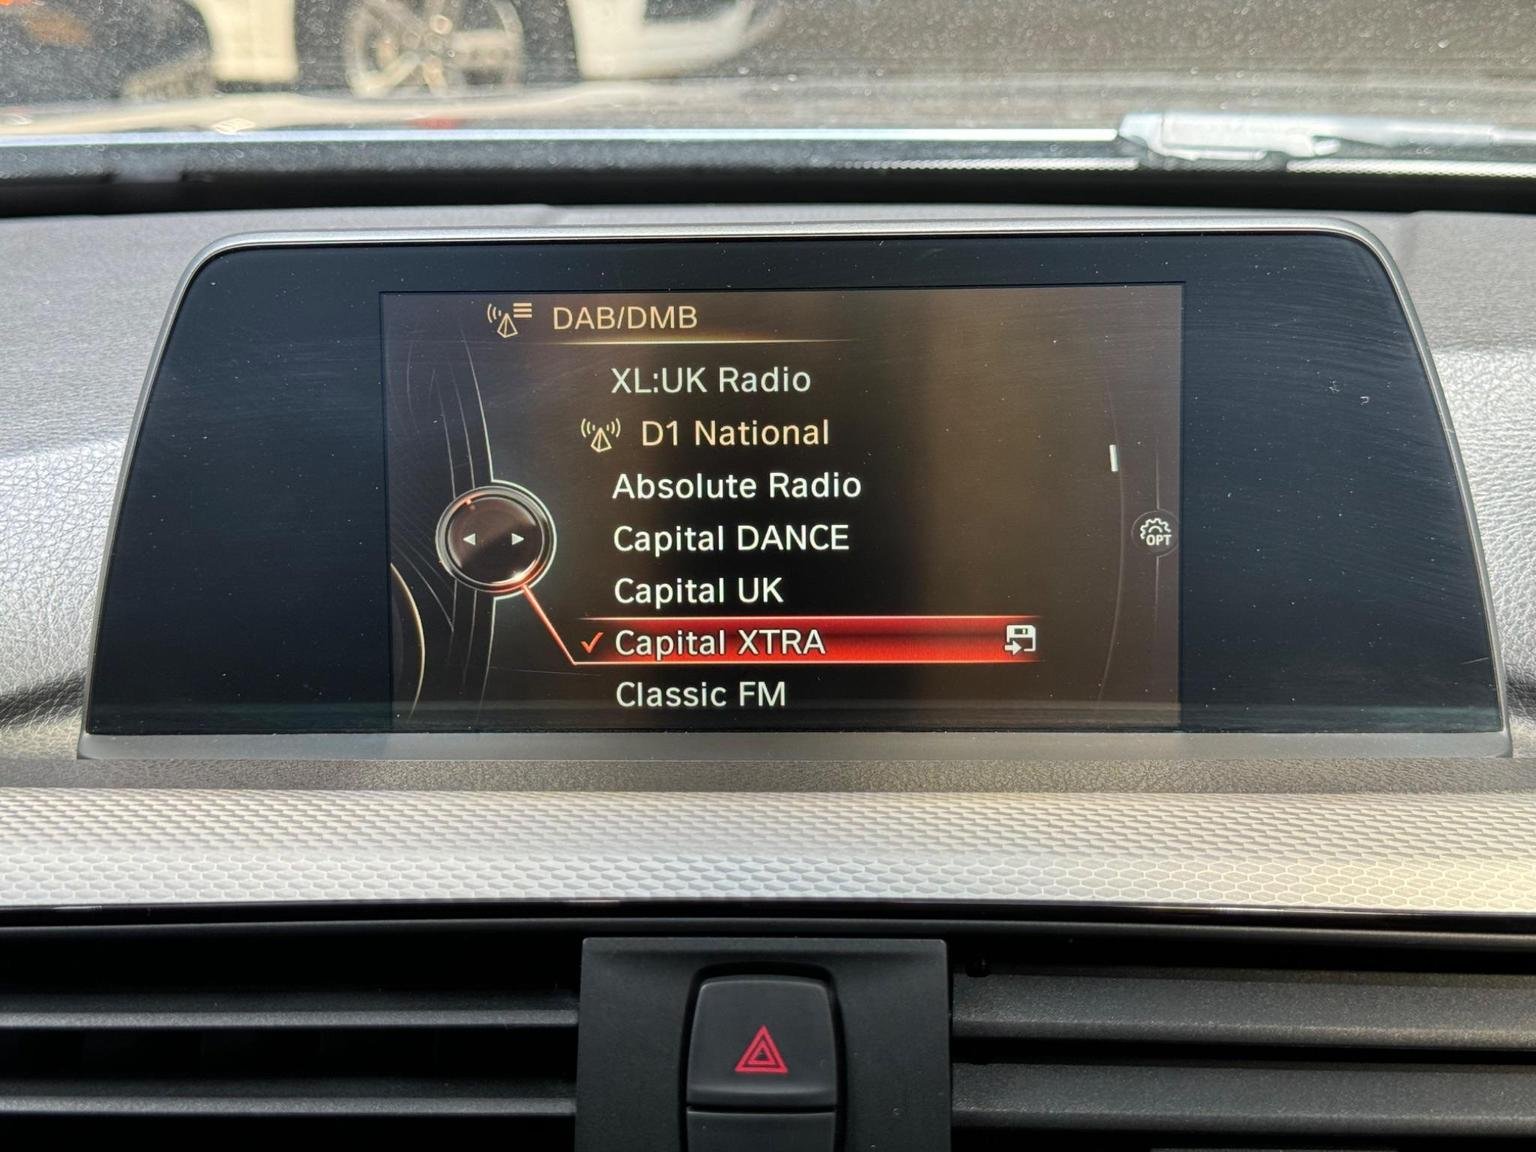 DAB/DMB
XL:UK Radio
D1 National
Absolute Radio
Capital DANCE
Capital UK
OPT
Capital XTRA
Classic FM